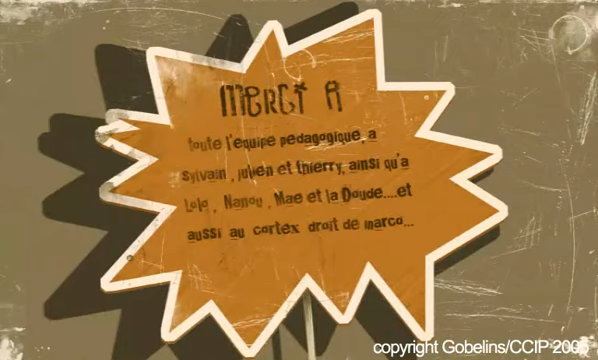 MERCI A
toute l'equipe pedagogique, a
sylvain, julien et thierry, ainsi qu'a
Lolo, Nanou, Mae et la Doude....et
aussi au cortex droit de marco...
copyright Gobelins/CCIP